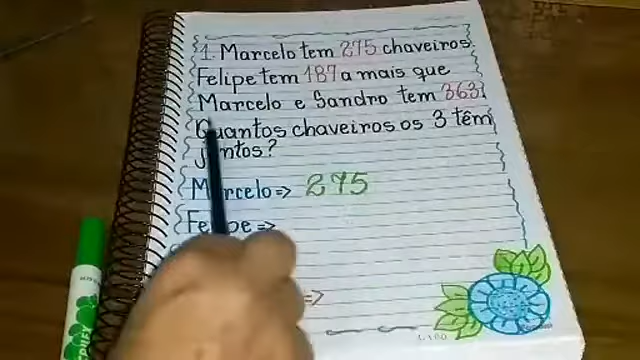 1. Marcelo tem 275 chaveiros.
Felipe tem 187 a mais que
Marcelo e Sandro tem 363.
Quantos chaveiros os 3 têm
juntos?
Marcelo=> 275
Felipe =>
=>